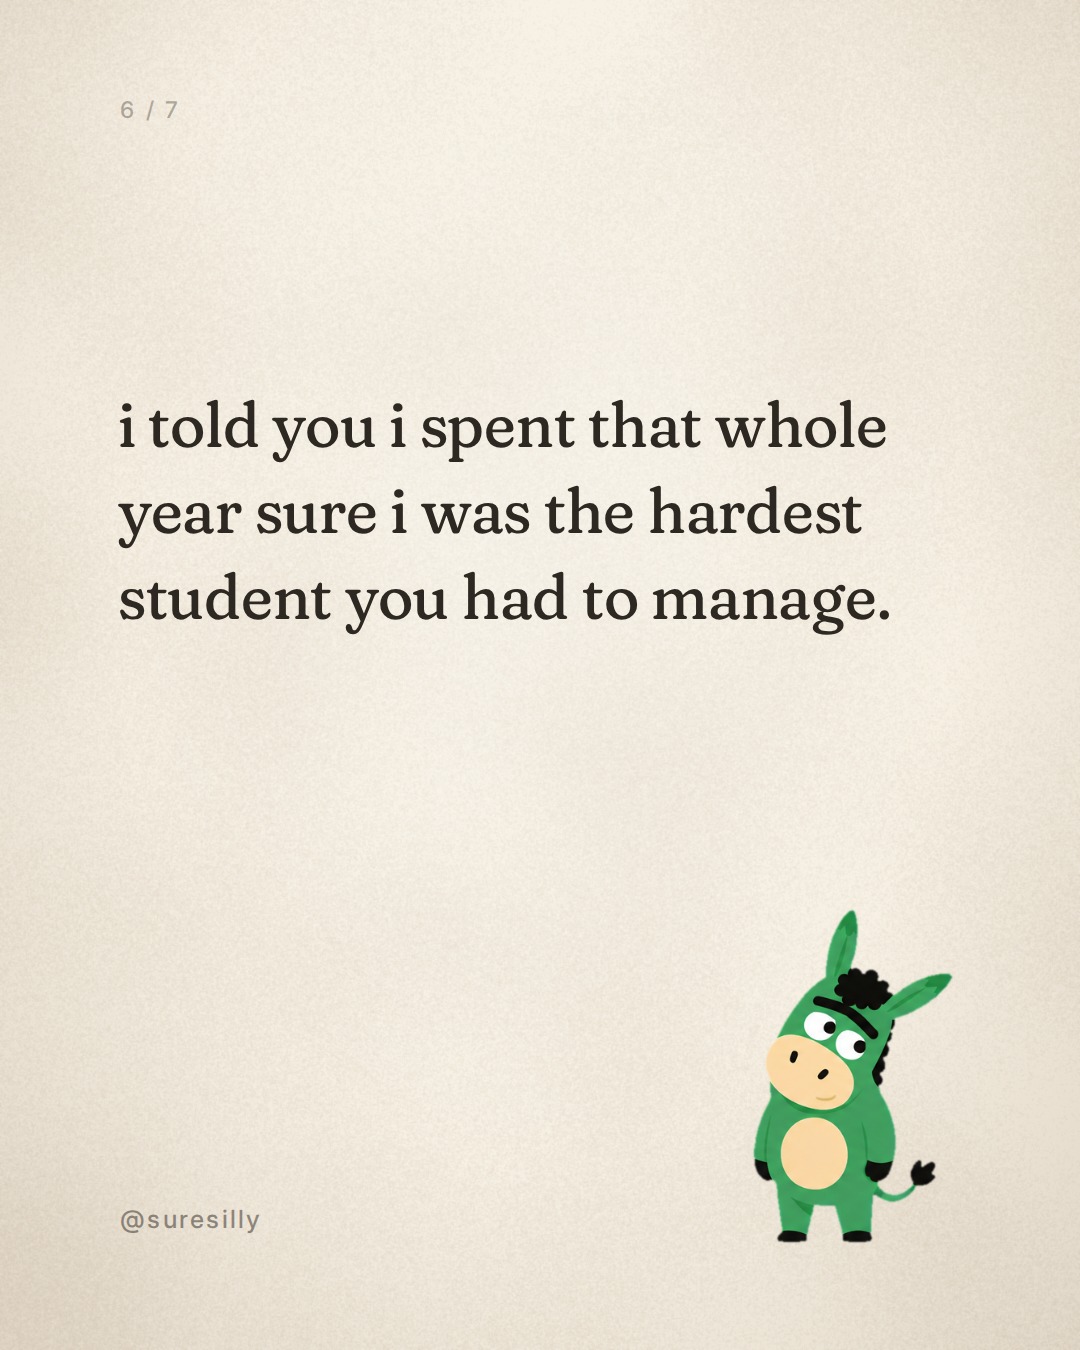 6 / 7
i told you i spent that whole
year sure i was the hardest
student you had to manage.
@suresilly